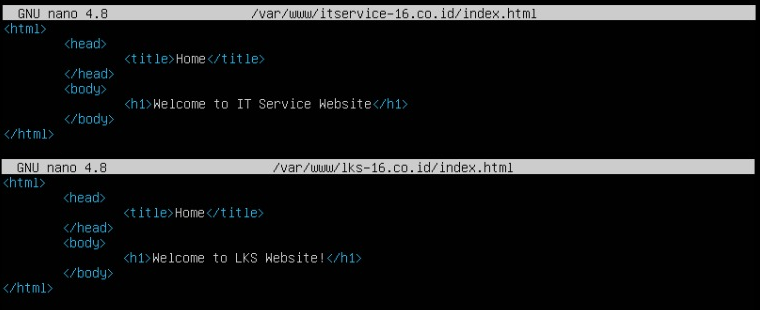 GNU nano 4.8 /var/www/itservice-16.co.id/index.html
<html>
<head>
<title>Home</title>
</head>
<body>
<h1>Welcome to IT Service Website</h1>
</body>
</html>
GNU nano 4.8 /var/www/lks-16.co.id/index.html
<html>
<head>
<title>Home</title>
</head>
<body>
<h1>Welcome to LKS Website!</h1>
</body>
</html>